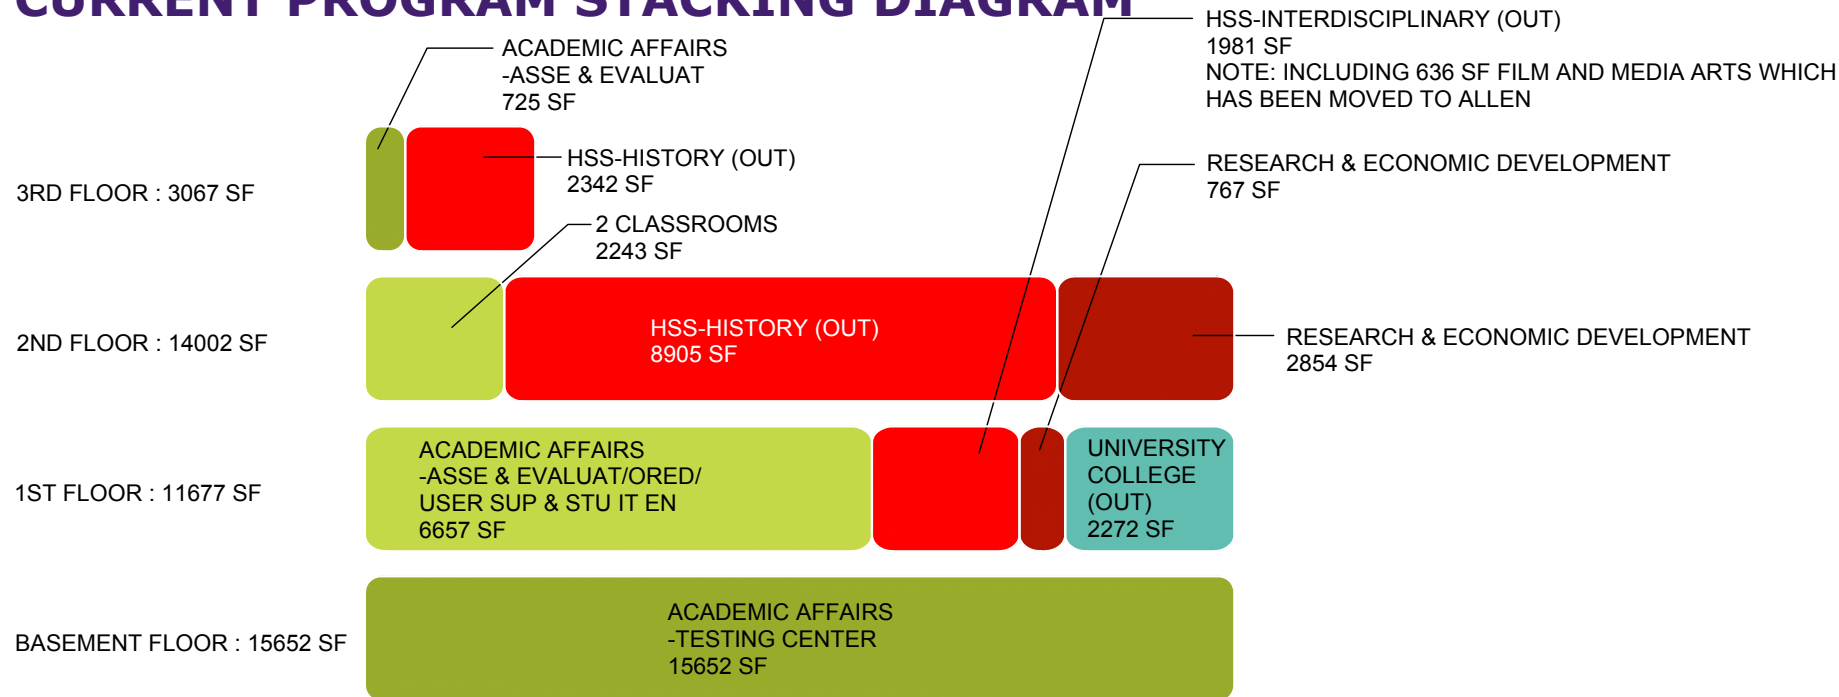 CURRENT PROGRAM STACKING DIAGRAM
HSS-INTERDISCIPLINARY (OUT)
1981 SF
NOTE: INCLUDING 636 SF FILM AND MEDIA ARTS WHICH
HAS BEEN MOVED TO ALLEN
ACADEMIC AFFAIRS
-ASSE & EVALUAT
725 SF
3RD FLOOR : 3067 SF
HSS-HISTORY (OUT)
2342 SF
RESEARCH & ECONOMIC DEVELOPMENT
767 SF
2 CLASSROOMS
2243 SF
2ND FLOOR : 14002 SF
HSS-HISTORY (OUT)
8905 SF
RESEARCH & ECONOMIC DEVELOPMENT
2854 SF
1ST FLOOR : 11677 SF
ACADEMIC AFFAIRS
-ASSE & EVALUAT/ORED/
USER SUP & STU IT EN
6657 SF
UNIVERSITY
COLLEGE
(OUT)
2272 SF
BASEMENT FLOOR : 15652 SF
ACADEMIC AFFAIRS
-TESTING CENTER
15652 SF